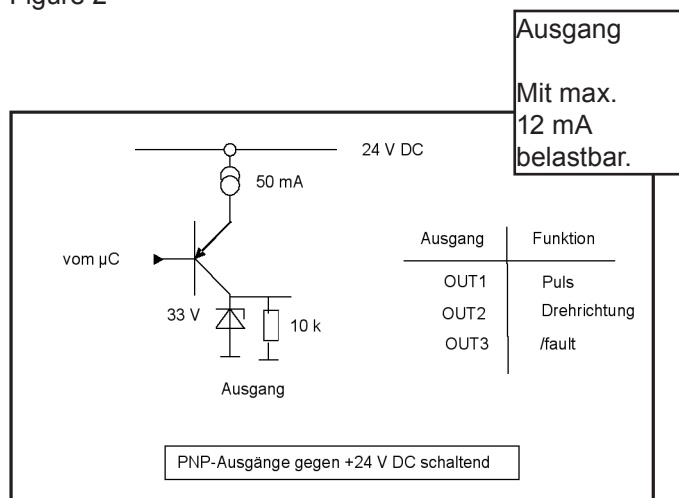 Figure 2
Ausgang
Mit max.
12 mA
belastbar.
24 V DC
50 mA
vom µC
33 V
10 k
Ausgang
Ausgang Funktion
OUT1 Puls
OUT2 Drehrichtung
OUT3 /fault
PNP-Ausgänge gegen +24 V DC schaltend